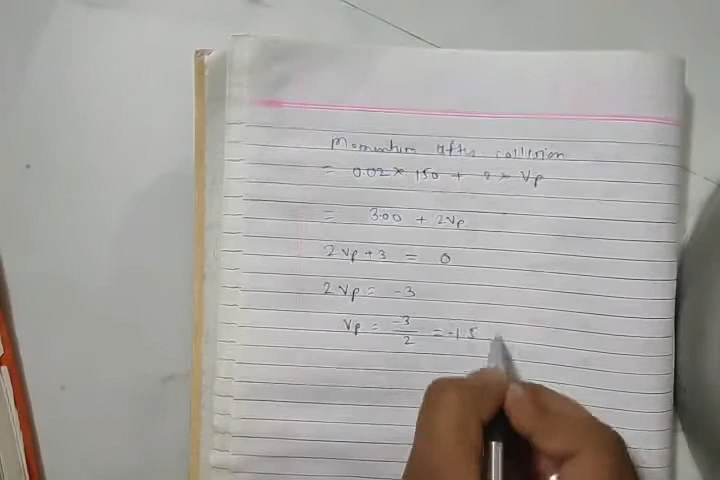 Momentum after collision
= 0.02 × 150 + 2 × Vp
= 3.00 + 2Vp
2Vp + 3 = 0
2Vp = -3
Vp = -3/2 = -1.5